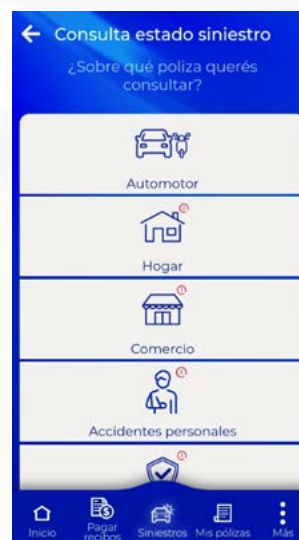 Consulta estado siniestro
¿Sobre qué poliza querés
consultar?
Automotor
Hogar
Comercio
Accidentes personales
Inicio
Pagar
recibos
Siniestros
Mis pólizas
Más